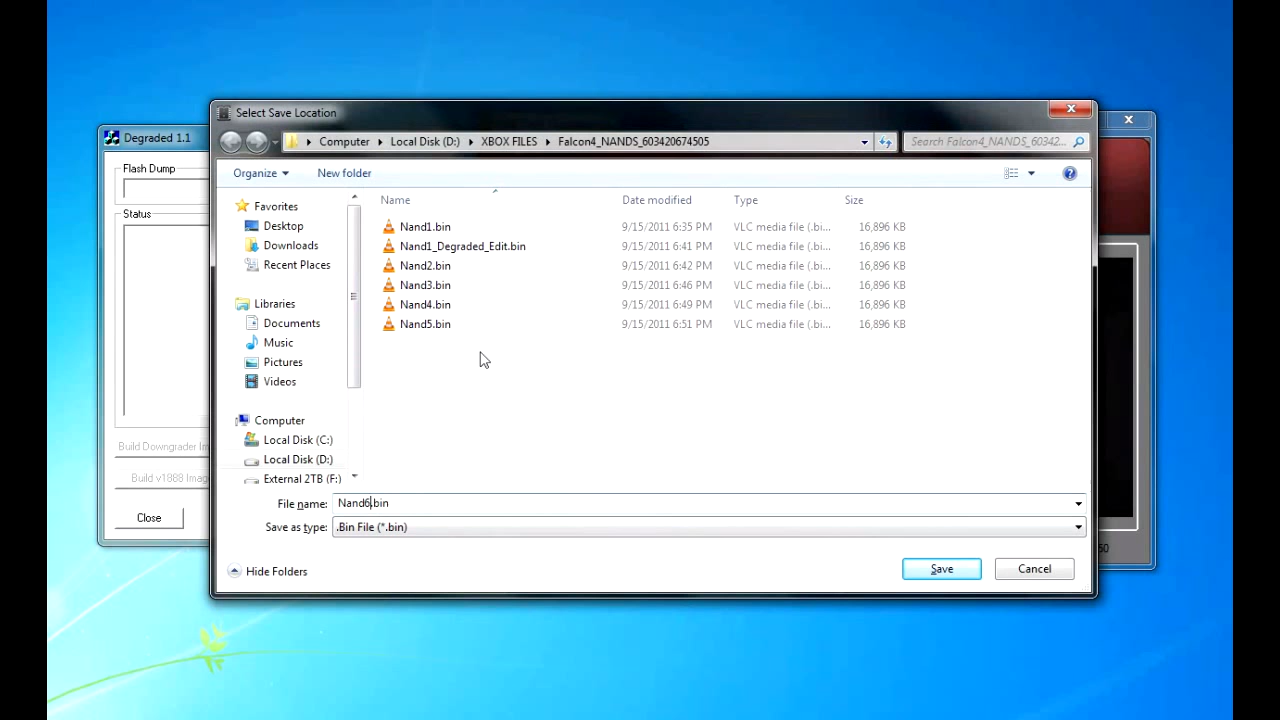 Select Save Location
Degraded 1.1
Computer Local Disk (D:) XBOX FILES Falcon4_NANDS_603420674505
Search Falcon4_NANDS_60342...
Flash Dump
Organize New folder
Status
Name Date modified Type Size
Favorites
Desktop
Downloads
Recent Places
Libraries
Documents
Music
Pictures
Videos
Computer
Local Disk (C:)
Local Disk (D:)
External 2TB (F:)
Nand1.bin 9/15/2011 6:35 PM VLC media file (.bi... 16,896 KB
Nand1_Degraded_Edit.bin 9/15/2011 6:41 PM VLC media file (.bi... 16,896 KB
Nand2.bin 9/15/2011 6:42 PM VLC media file (.bi... 16,896 KB
Nand3.bin 9/15/2011 6:46 PM VLC media file (.bi... 16,896 KB
Nand4.bin 9/15/2011 6:49 PM VLC media file (.bi... 16,896 KB
Nand5.bin 9/15/2011 6:51 PM VLC media file (.bi... 16,896 KB
Build Downgrader Im
Build v1888 Imag
Close
File name: Nand6.bin
Save as type: .Bin File (*.bin)
50
Hide Folders
Save
Cancel